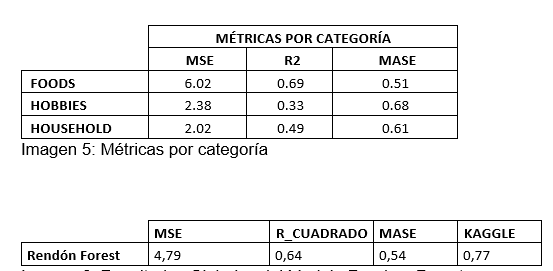 MÉTRICAS POR CATEGORÍA
MSE R2 MASE
FOODS 6.02 0.69 0.51
HOBBIES 2.38 0.33 0.68
HOUSEHOLD 2.02 0.49 0.61
Imagen 5: Métricas por categoría
MSE R_CUADRADO MASE KAGGLE
Rendón Forest 4,79 0,64 0,54 0,77